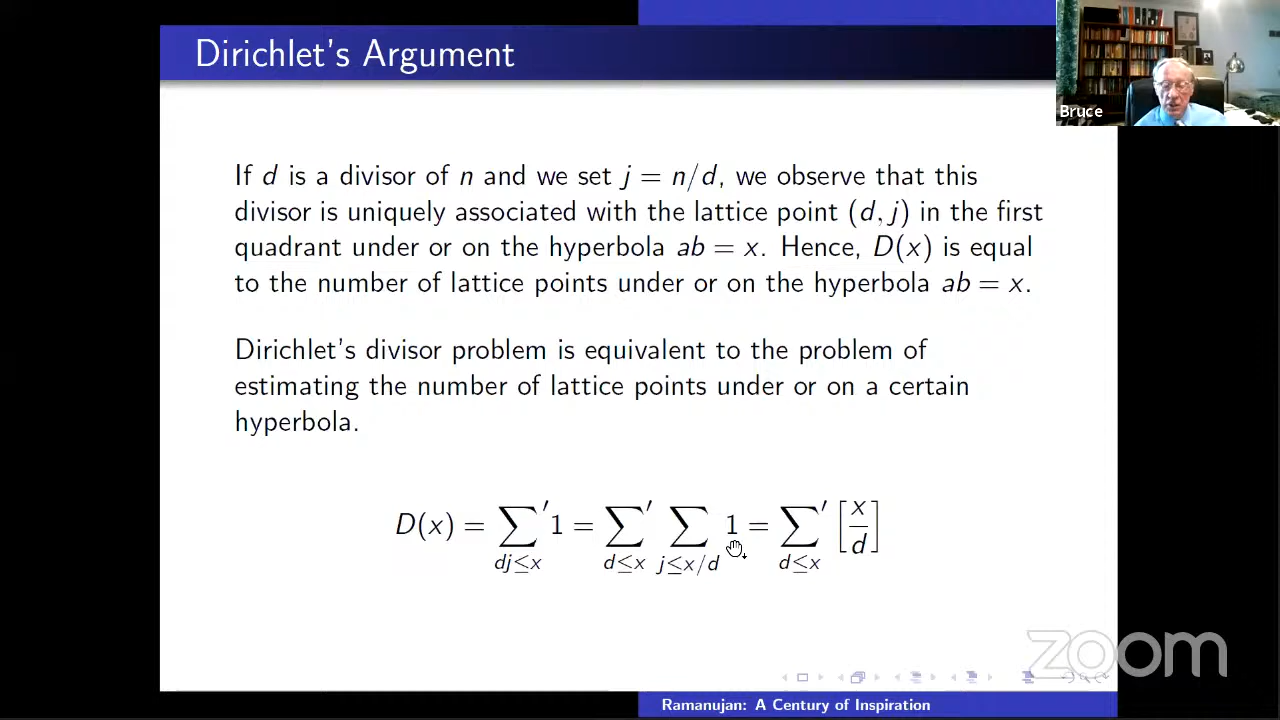 Dirichlet's Argument
Bruce
If d is a divisor of n and we set j = n/d, we observe that this
divisor is uniquely associated with the lattice point (d, j) in the first
quadrant under or on the hyperbola ab = x. Hence, D(x) is equal
to the number of lattice points under or on the hyperbola ab = x.
Dirichlet's divisor problem is equivalent to the problem of
estimating the number of lattice points under or on a certain
hyperbola.
D(x) = ∑′_{dj≤x} 1 = ∑′_{d≤x} ∑_{j≤x/d} 1 = ∑′_{d≤x} [x/d]
zoom
Ramanujan: A Century of Inspiration